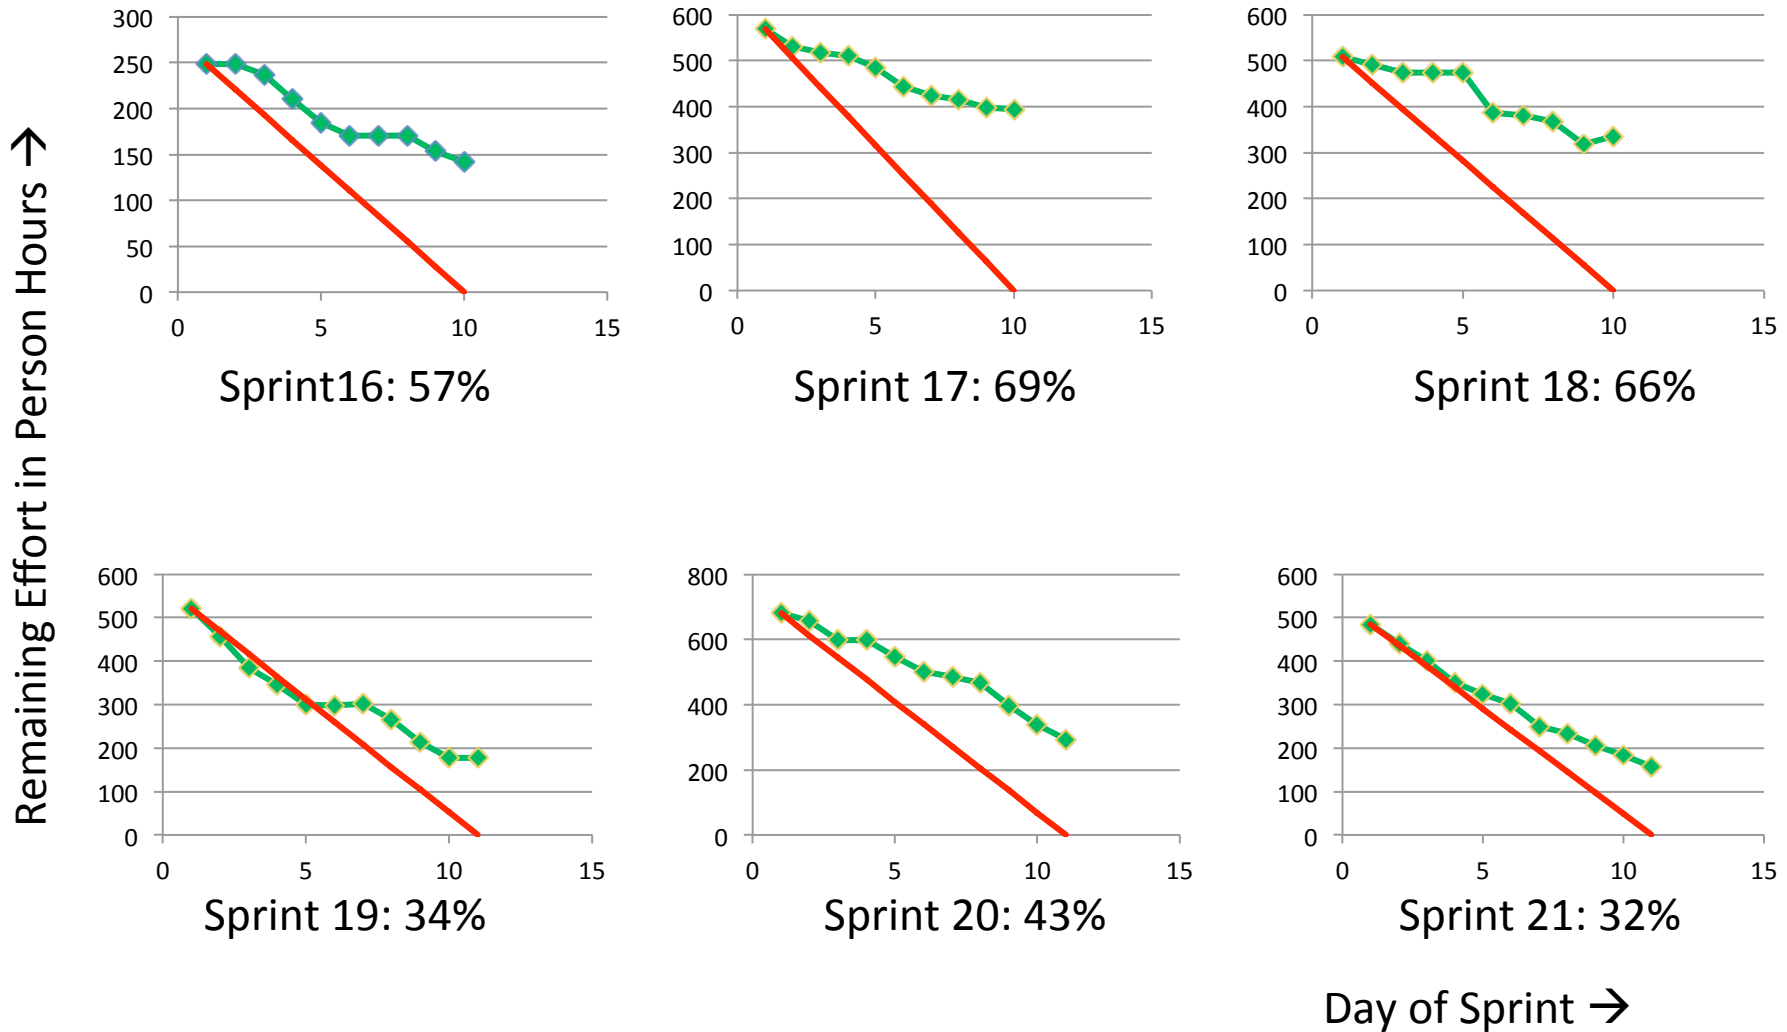 Remaining Effort in Person Hours →
300
250
200
150
100
50
0
0 5 10 15
Sprint16: 57%
600
500
400
300
200
100
0
0 5 10 15
Sprint 17: 69%
600
500
400
300
200
100
0
0 5 10 15
Sprint 18: 66%
600
500
400
300
200
100
0
0 5 10 15
Sprint 19: 34%
800
600
400
200
0
0 5 10 15
Sprint 20: 43%
600
500
400
300
200
100
0
0 5 10 15
Sprint 21: 32%
Day of Sprint →